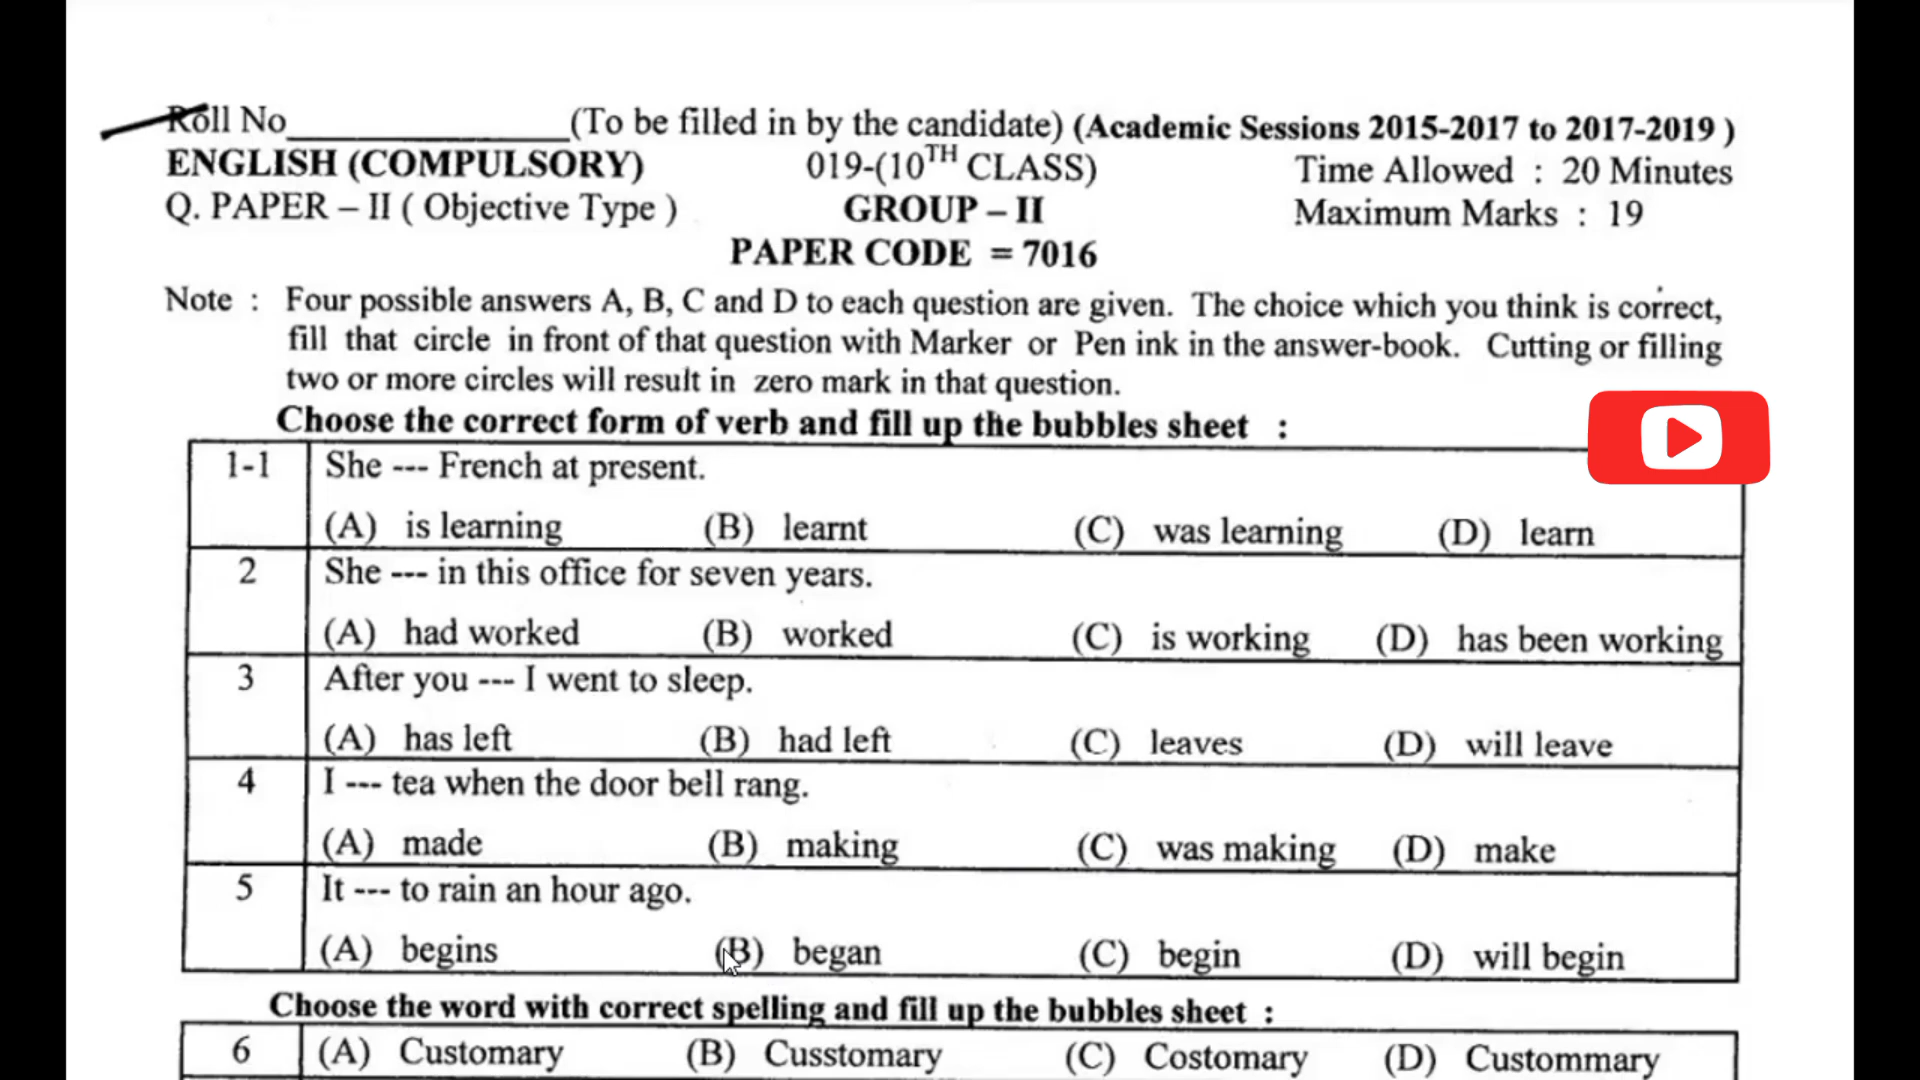 Roll No______________(To be filled in by the candidate) (Academic Sessions 2015-2017 to 2017-2019 )
ENGLISH (COMPULSORY) 019-(10TH CLASS) Time Allowed : 20 Minutes
Q. PAPER – II ( Objective Type ) GROUP – II Maximum Marks : 19
PAPER CODE = 7016
Note : Four possible answers A, B, C and D to each question are given. The choice which you think is correct,
fill that circle in front of that question with Marker or Pen ink in the answer-book. Cutting or filling
two or more circles will result in zero mark in that question.
Choose the correct form of verb and fill up the bubbles sheet :
1-1 She --- French at present.
(A) is learning (B) learnt (C) was learning (D) learn
2 She --- in this office for seven years.
(A) had worked (B) worked (C) is working (D) has been working
3 After you --- I went to sleep.
(A) has left (B) had left (C) leaves (D) will leave
4 I --- tea when the door bell rang.
(A) made (B) making (C) was making (D) make
5 It --- to rain an hour ago.
(A) begins (B) began (C) begin (D) will begin
Choose the word with correct spelling and fill up the bubbles sheet :
6 (A) Customary (B) Cusstomary (C) Costomary (D) Custommary